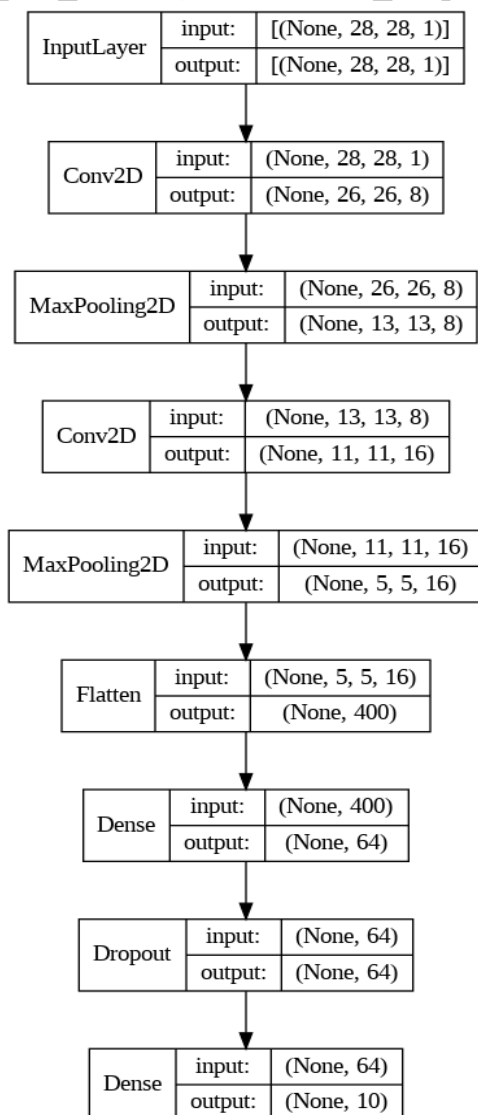 InputLayer input: [(None, 28, 28, 1)]
output: [(None, 28, 28, 1)]
Conv2D input: (None, 28, 28, 1)
output: (None, 26, 26, 8)
MaxPooling2D input: (None, 26, 26, 8)
output: (None, 13, 13, 8)
Conv2D input: (None, 13, 13, 8)
output: (None, 11, 11, 16)
MaxPooling2D input: (None, 11, 11, 16)
output: (None, 5, 5, 16)
Flatten input: (None, 5, 5, 16)
output: (None, 400)
Dense input: (None, 400)
output: (None, 64)
Dropout input: (None, 64)
output: (None, 64)
Dense input: (None, 64)
output: (None, 10)